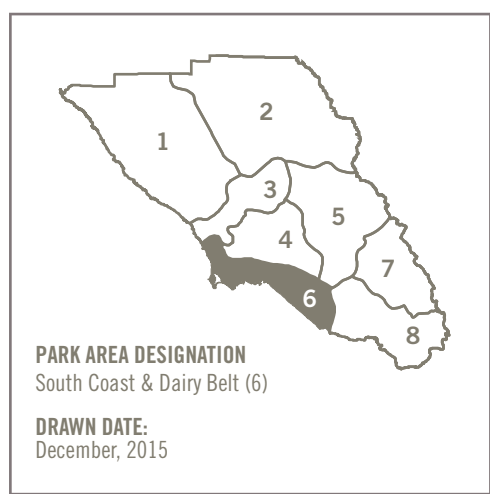 2
1
3
5
4
7
6
8
PARK AREA DESIGNATION
South Coast & Dairy Belt (6)
DRAWN DATE:
December, 2015